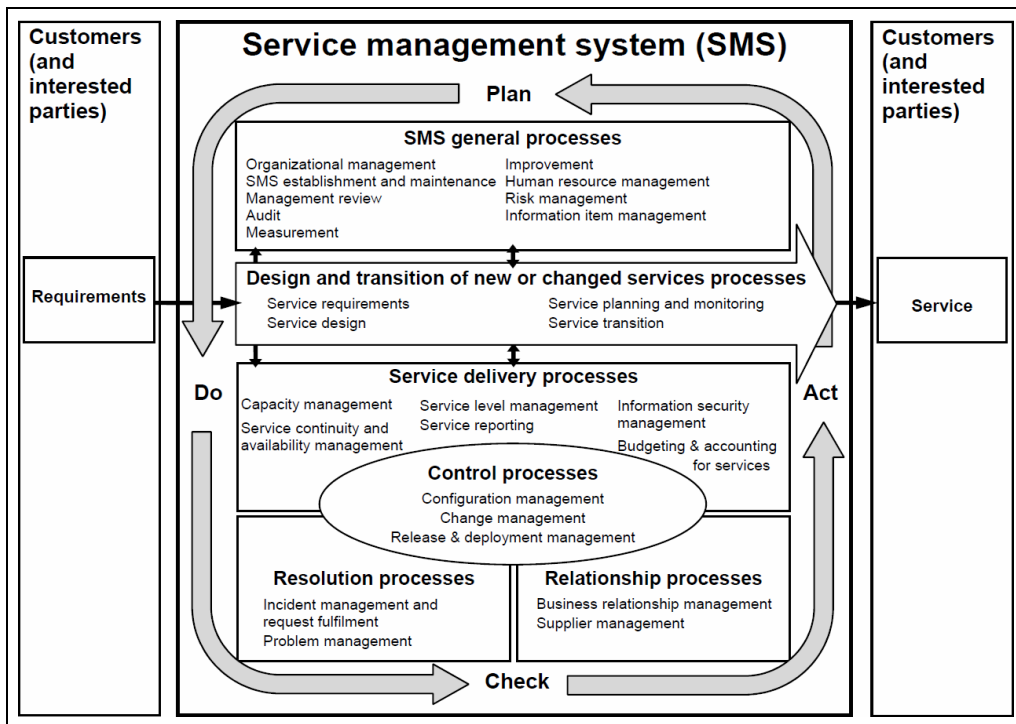 Customers
(and
interested
parties)
Requirements
Service management system (SMS)
Plan
SMS general processes
Organizational management
SMS establishment and maintenance
Management review
Audit
Measurement
Improvement
Human resource management
Risk management
Information item management
Design and transition of new or changed services processes
Service requirements
Service design
Service planning and monitoring
Service transition
Do
Act
Service delivery processes
Capacity management
Service continuity and
availability management
Service level management
Service reporting
Information security
management
Budgeting & accounting
for services
Control processes
Configuration management
Change management
Release & deployment management
Resolution processes
Incident management and
request fulfilment
Problem management
Relationship processes
Business relationship management
Supplier management
Check
Customers
(and
interested
parties)
Service